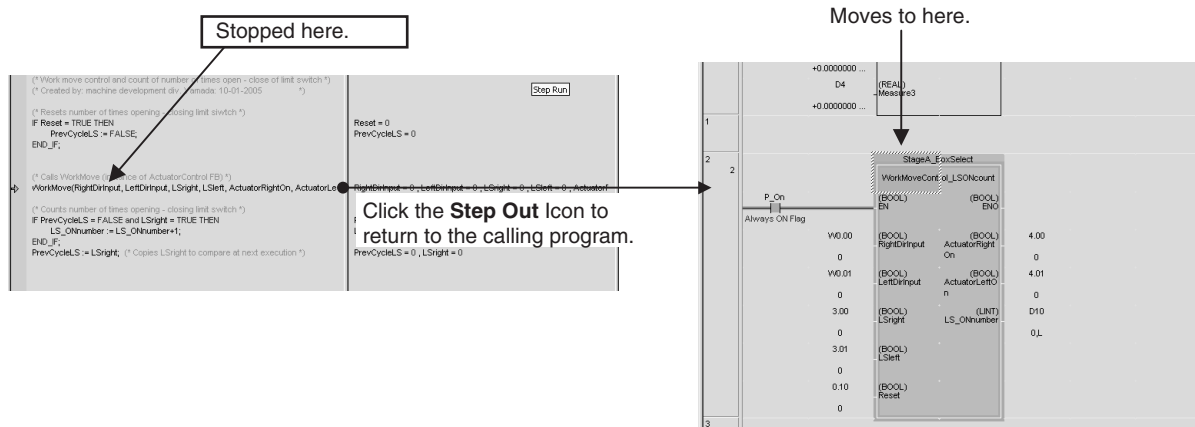 Stopped here.
Moves to here.
(* Work move control and count of number of times open - close of limit switch *)
(* Created by: machine development div. Yamada: 10-01-2005 *)
Step Run
(* Resets number of times opening - closing limit siwtch *)
IF Reset = TRUE THEN
PrevCycleLS := FALSE;
END_IF;
Reset = 0
PrevCycleLS = 0
(* Calls WorkMove of ActuatorControl FB) *)
WorkMove(RightDirInput, LeftDirInput, LSright, LSleft, ActuatorRightOn, ActuatorLe
RightDirInput = 0 , LeftDirInput = 0 , LSright = 0 , LSleft = 0 , Actuator
(* Counts number of times opening - closing limit switch *)
IF PrevCycleLS = FALSE and LSright = TRUE THEN
LS_ONnumber := LS_ONnumber+1;
END_IF;
PrevCycleLS := LSright; (* Copies LSright to compare at next execution *)
PrevCycleLS = 0 , LSright = 0
Click the Step Out Icon to
return to the calling program.
+0.0000000 ...
D4
(REAL)
Measure3
+0.0000000 ...
1
2
2
StageA_BoxSelect
WorkMoveControl_LSONcount
P_On
Always ON Flag
(BOOL)
EN
(BOOL)
ENO
W0.00
(BOOL)
RightDirInput
(BOOL)
ActuatorRight
On
4.00
0
0
W0.01
(BOOL)
LeftDirInput
(BOOL)
ActuatorLeftO
n
4.01
0
0
3.00
(BOOL)
LSright
(LINT)
LS_ONnumber
D10
0
0,L
3.01
(BOOL)
LSleft
0
0.10
(BOOL)
Reset
0
3